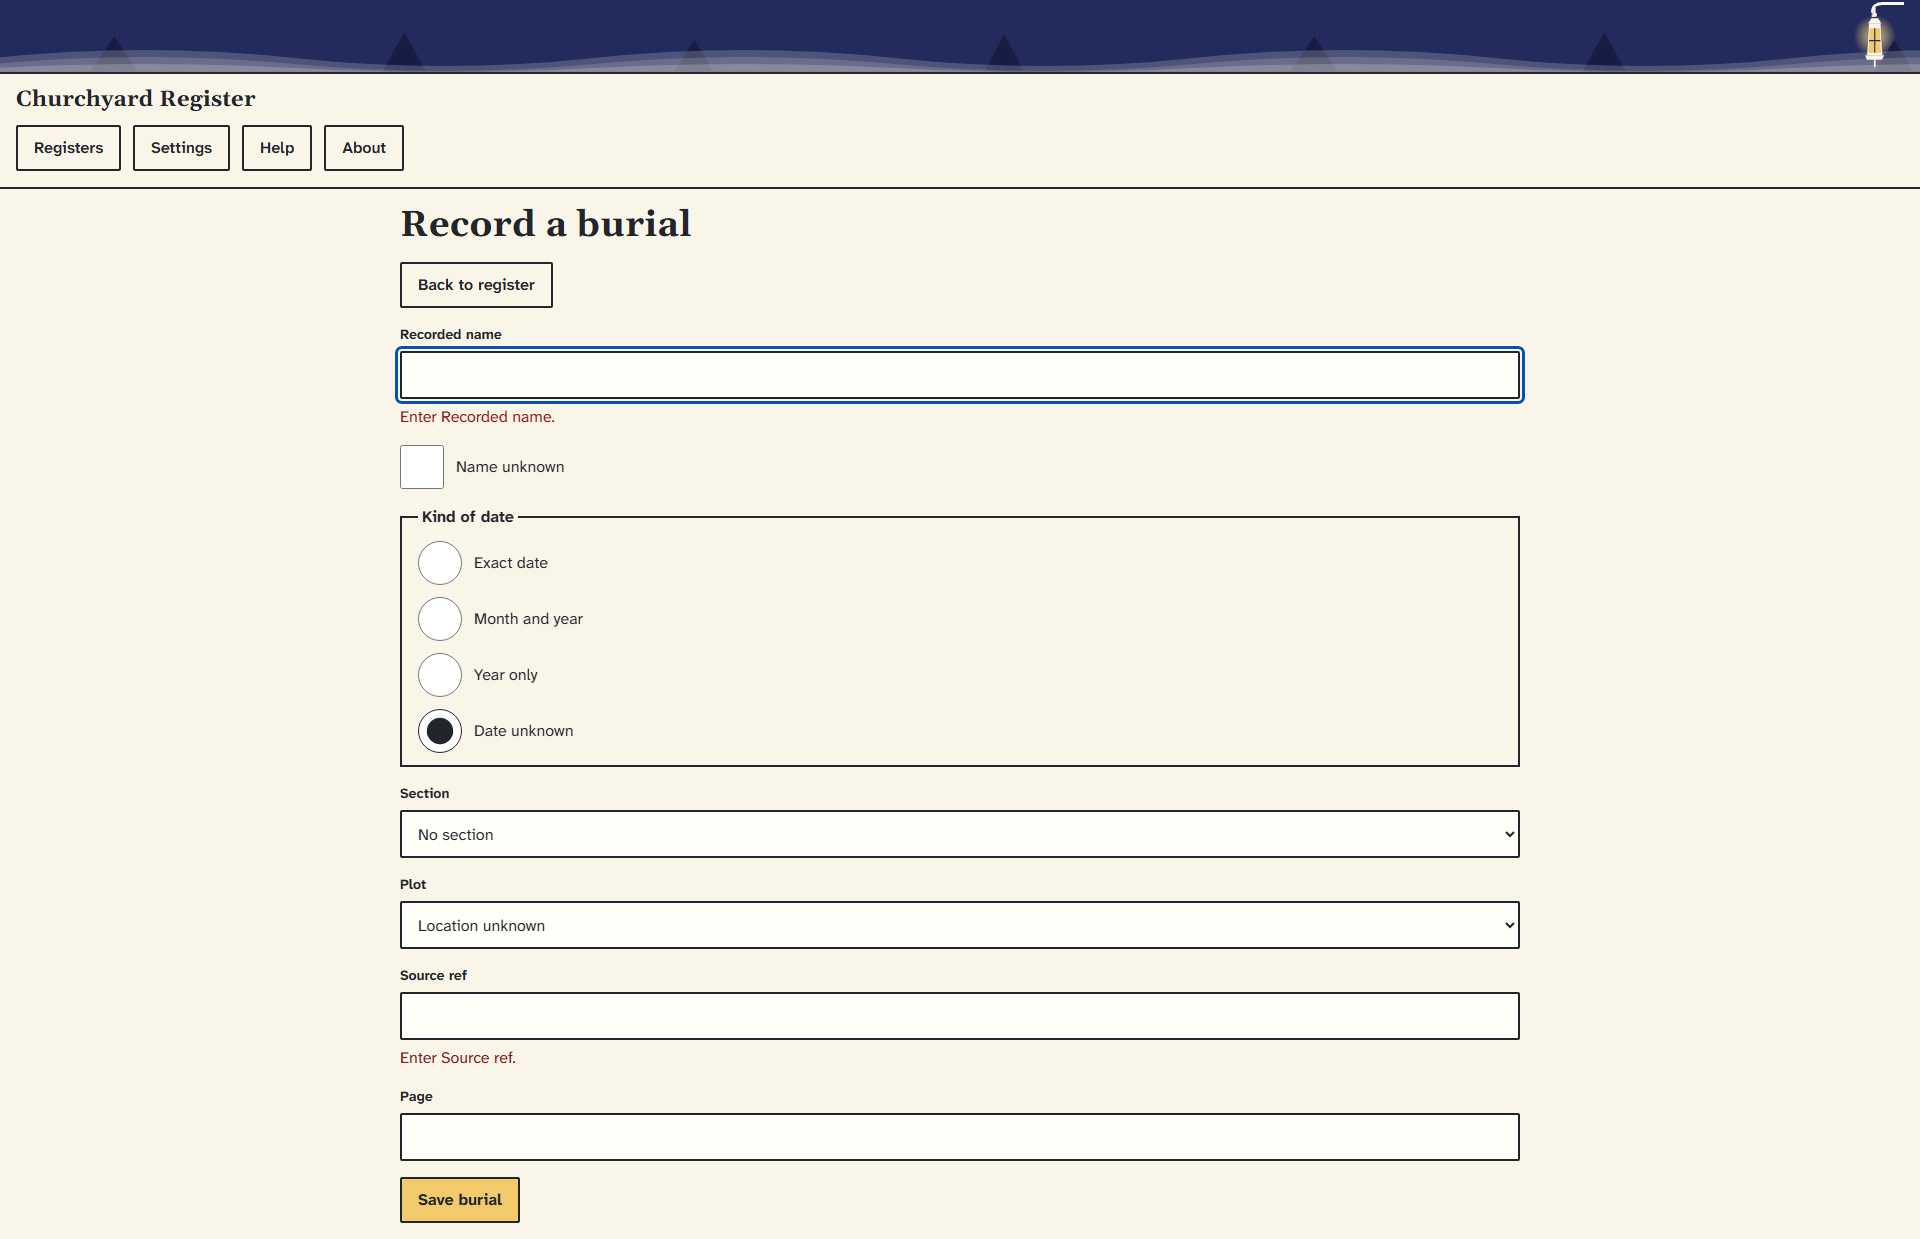 Churchyard Register
Registers Settings Help About
Record a burial
Back to register
Recorded name
Enter Recorded name.
Name unknown
Kind of date
Exact date
Month and year
Year only
Date unknown
Section
No section
Plot
Location unknown
Source ref
Enter Source ref.
Page
Save burial